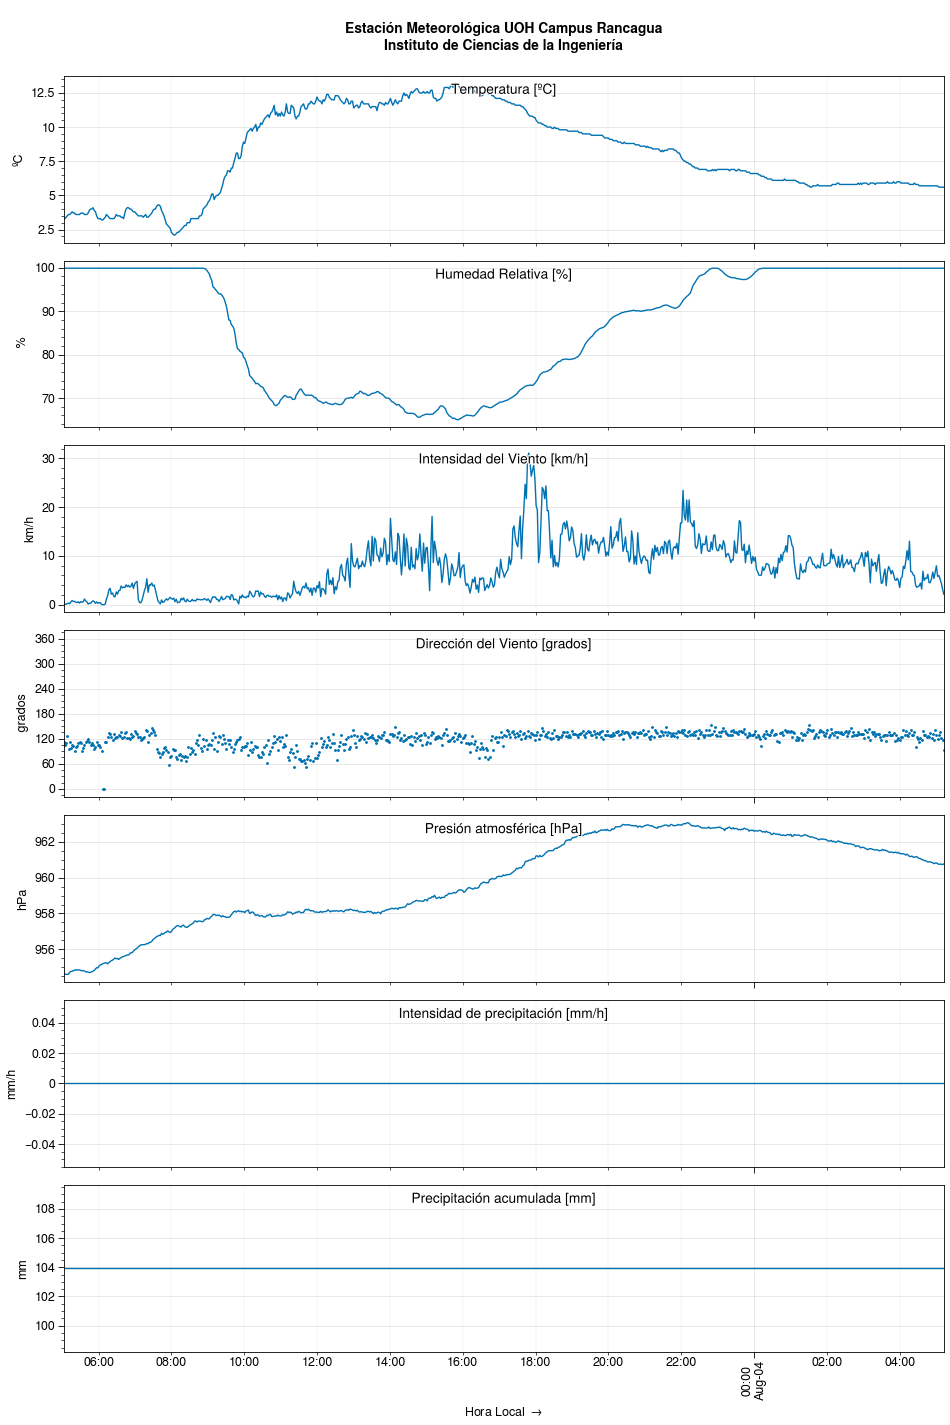 Estación Meteorológica UOH Campus Rancagua
Instituto de Ciencias de la Ingeniería
Temperatura [ºC]
12.5
10
7.5
5
2.5
ºC
Humedad Relativa [%]
100
90
80
70
%
Intensidad del Viento [km/h]
30
20
10
0
km/h
Dirección del Viento [grados]
360
300
240
180
120
60
0
grados
Presión atmosférica [hPa]
962
960
958
956
hPa
Intensidad de precipitación [mm/h]
0.04
0.02
0
−0.02
−0.04
mm/h
Precipitación acumulada [mm]
108
106
104
102
100
mm
06:00 08:00 10:00 12:00 14:00 16:00 18:00 20:00 22:00 00:00 02:00 04:00
Aug-04
Hora Local →